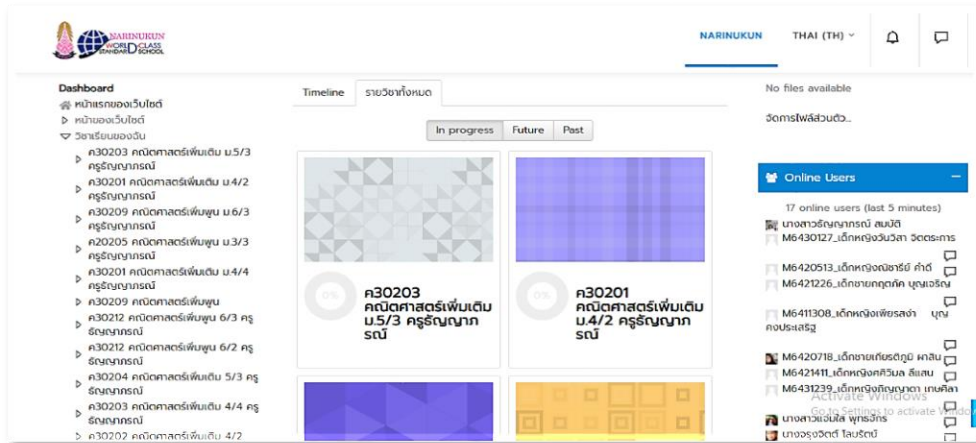 NARINUKUN
WORLD CLASS
STANDARD SCHOOL
NARINUKUN
THAI (TH)
Dashboard
หน้าแรกของเว็บไซต์
หน้าของเว็บไซต์
วิชาเรียนของฉัน
ค30203 คณิตศาสตร์เพิ่มเติม ม.5/3
ครูธัญญาภรณ์
ค30201 คณิตศาสตร์เพิ่มเติม ม.4/2
ครูธัญญาภรณ์
ค30209 คณิตศาสตร์เพิ่มพูน ม.6/3
ครูธัญญาภรณ์
ค20205 คณิตศาสตร์เพิ่มพูน ม.3/3
ครูธัญญาภรณ์
ค30201 คณิตศาสตร์เพิ่มเติม ม.4/4
ครูธัญญาภรณ์
ค30209 คณิตศาสตร์เพิ่มพูน
ค30212 คณิตศาสตร์เพิ่มพูน 6/3 ครู
ธัญญาภรณ์
ค30212 คณิตศาสตร์เพิ่มพูน 6/2 ครู
ธัญญาภรณ์
ค30204 คณิตศาสตร์เพิ่มเติม 5/3 ครู
ธัญญาภรณ์
ค30203 คณิตศาสตร์เพิ่มเติม 4/4 ครู
ธัญญาภรณ์
ค30202 คณิตศาสตร์เพิ่มเติม 4/2
Timeline
รายวิชาทั้งหมด
In progress
Future
Past
0%
ค30203
คณิตศาสตร์เพิ่มเติม
ม.5/3 ครูธัญญาภ
รณ์
0%
ค30201
คณิตศาสตร์เพิ่มเติม
ม.4/2 ครูธัญญาภ
รณ์
No files available
จัดการไฟล์ส่วนตัว...
Online Users
17 online users (last 5 minutes)
นางสาวธัญญาภรณ์ สมบัติ
M6430127_เด็กหญิงวันวิสา จิตตระการ
M6420513_เด็กหญิงณิชารีย์ คำดี
M6421226_เด็กชายกฤตภัค บุญเจริญ
M6411308_เด็กหญิงเพียรสง่า บุญ
คงประเสริฐ
M6420718_เด็กชายเกียรติภูมิ ผาสิน
M6421411_เด็กหญิงศศิวิมล ลีแสน
M6431239_เด็กหญิงภิญญาดา เกษศิลา
Activate Windows
Go to Settings to activate Windo
นางสาวแจ่มใส พุทธจักร
นางจรุงจิตต์ ไลบรัตน์